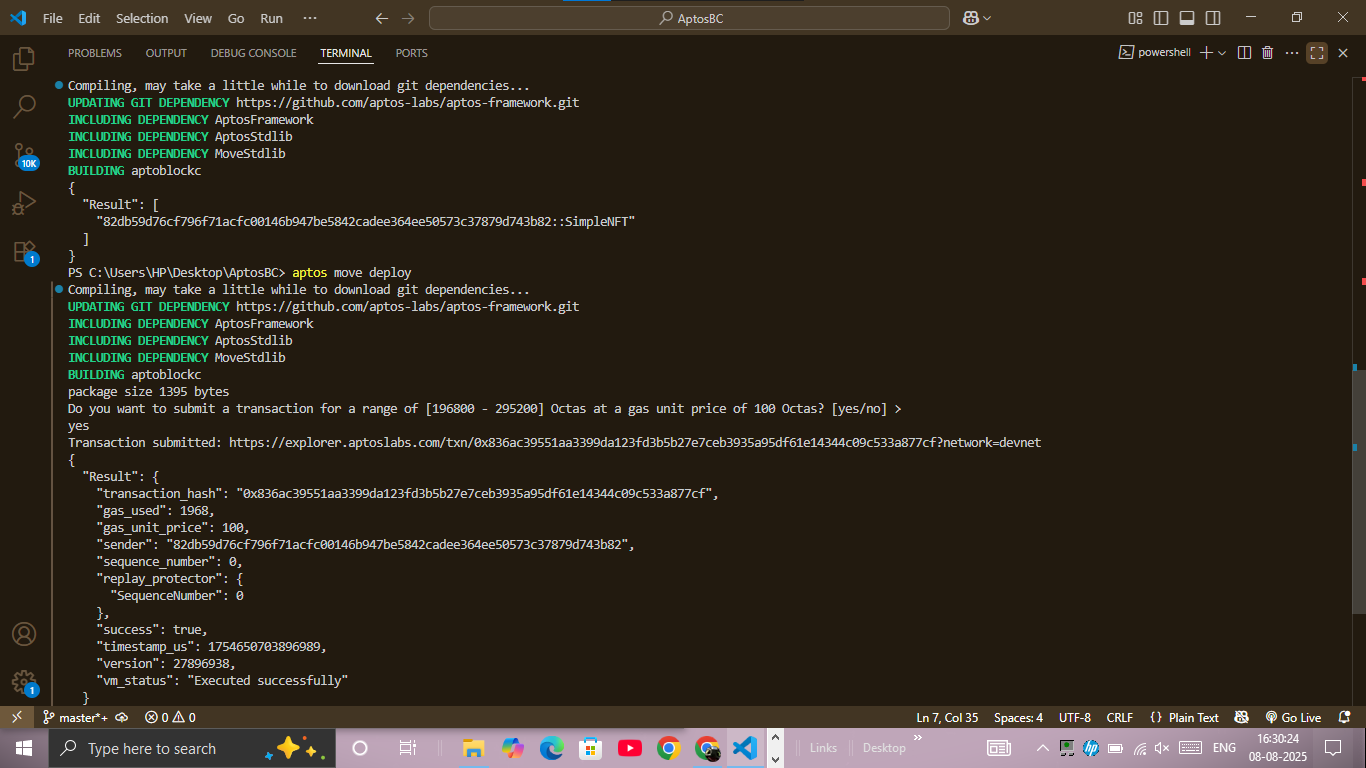 File Edit Selection View Go Run ··· AptosBC
PROBLEMS OUTPUT DEBUG CONSOLE TERMINAL PORTS powershell
Compiling, may take a little while to download git dependencies...
UPDATING GIT DEPENDENCY https://github.com/aptos-labs/aptos-framework.git
INCLUDING DEPENDENCY AptosFramework
INCLUDING DEPENDENCY AptosStdlib
INCLUDING DEPENDENCY MoveStdlib
BUILDING aptoblockc
{
"Result": [
"82db59d76cf796f71acfc00146b947be5842cadee364ee50573c37879d743b82::SimpleNFT"
]
}
PS C:\Users\HP\Desktop\AptosBC> aptos move deploy
Compiling, may take a little while to download git dependencies...
UPDATING GIT DEPENDENCY https://github.com/aptos-labs/aptos-framework.git
INCLUDING DEPENDENCY AptosFramework
INCLUDING DEPENDENCY AptosStdlib
INCLUDING DEPENDENCY MoveStdlib
BUILDING aptoblockc
package size 1395 bytes
Do you want to submit a transaction for a range of [196800 - 295200] Octas at a gas unit price of 100 Octas? [yes/no] >
yes
Transaction submitted: https://explorer.aptoslabs.com/txn/0x836ac39551aa3399da123fd3b5b27e7ceb3935a95df61e14344c09c533a877cf?network=devnet
{
"Result": {
"transaction_hash": "0x836ac39551aa3399da123fd3b5b27e7ceb3935a95df61e14344c09c533a877cf",
"gas_used": 1968,
"gas_unit_price": 100,
"sender": "82db59d76cf796f71acfc00146b947be5842cadee364ee50573c37879d743b82",
"sequence_number": 0,
"replay_protector": {
"SequenceNumber": 0
},
"success": true,
"timestamp_us": 1754650703896989,
"version": 27896938,
"vm_status": "Executed successfully"
}
10K
1
1
master*+ 0 0 Ln 7, Col 35 Spaces: 4 UTF-8 CRLF {} Plain Text Go Live
Type here to search Links Desktop » hp ENG 16:30:24
08-08-2025